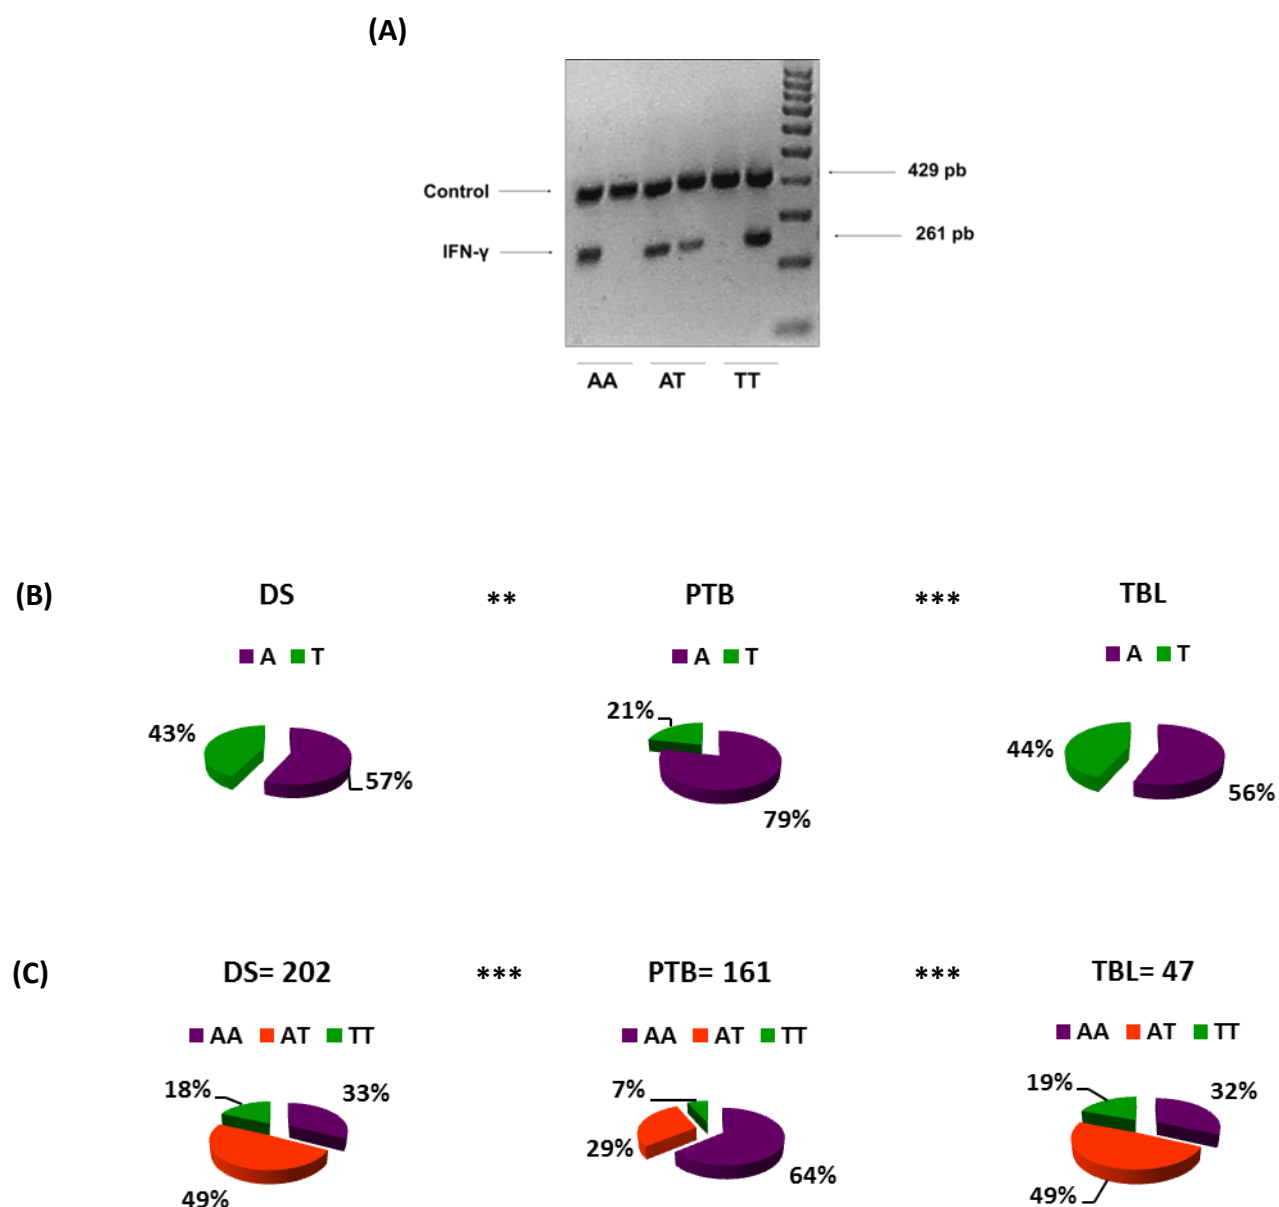 (A)
Control
429 pb
IFN-γ
261 pb
AA AT TT
(B) DS ** PTB *** TBL
A T A T A T
43% 57% 21% 79% 44% 56%
(C) DS= 202 *** PTB= 161 *** TBL= 47
AA AT TT AA AT TT AA AT TT
18% 33% 7% 19% 32%
49% 29% 64% 49%